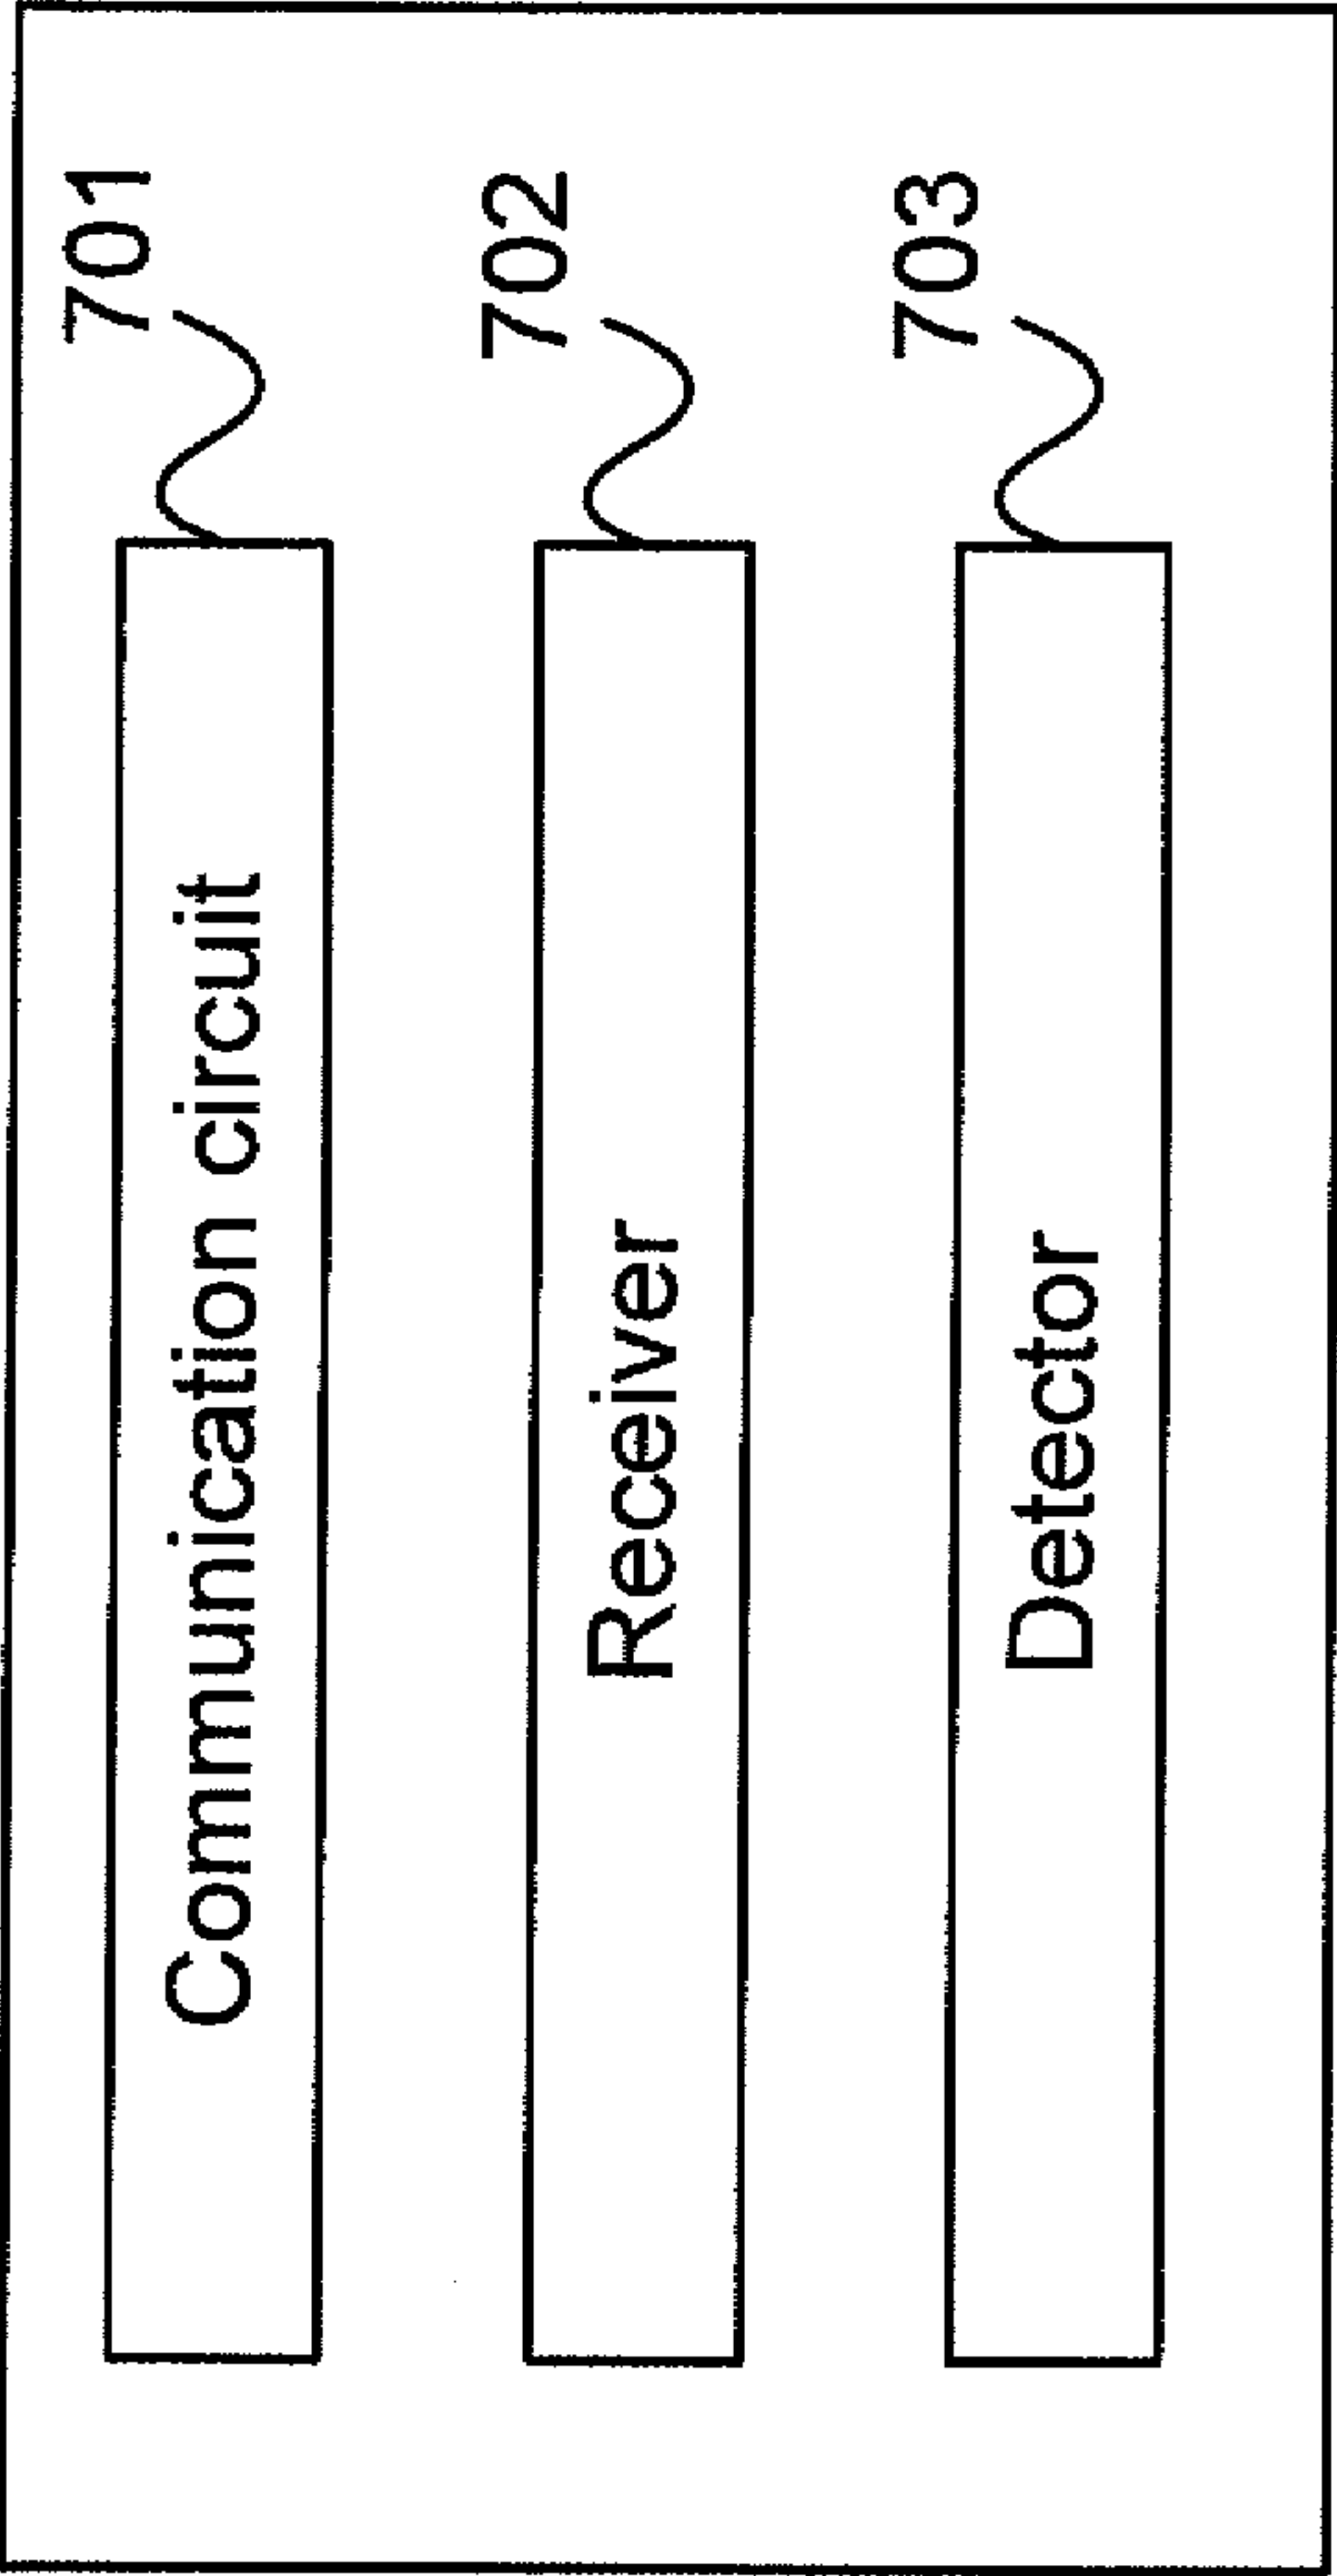 701
Communication circuit
702
Receiver
703
Detector